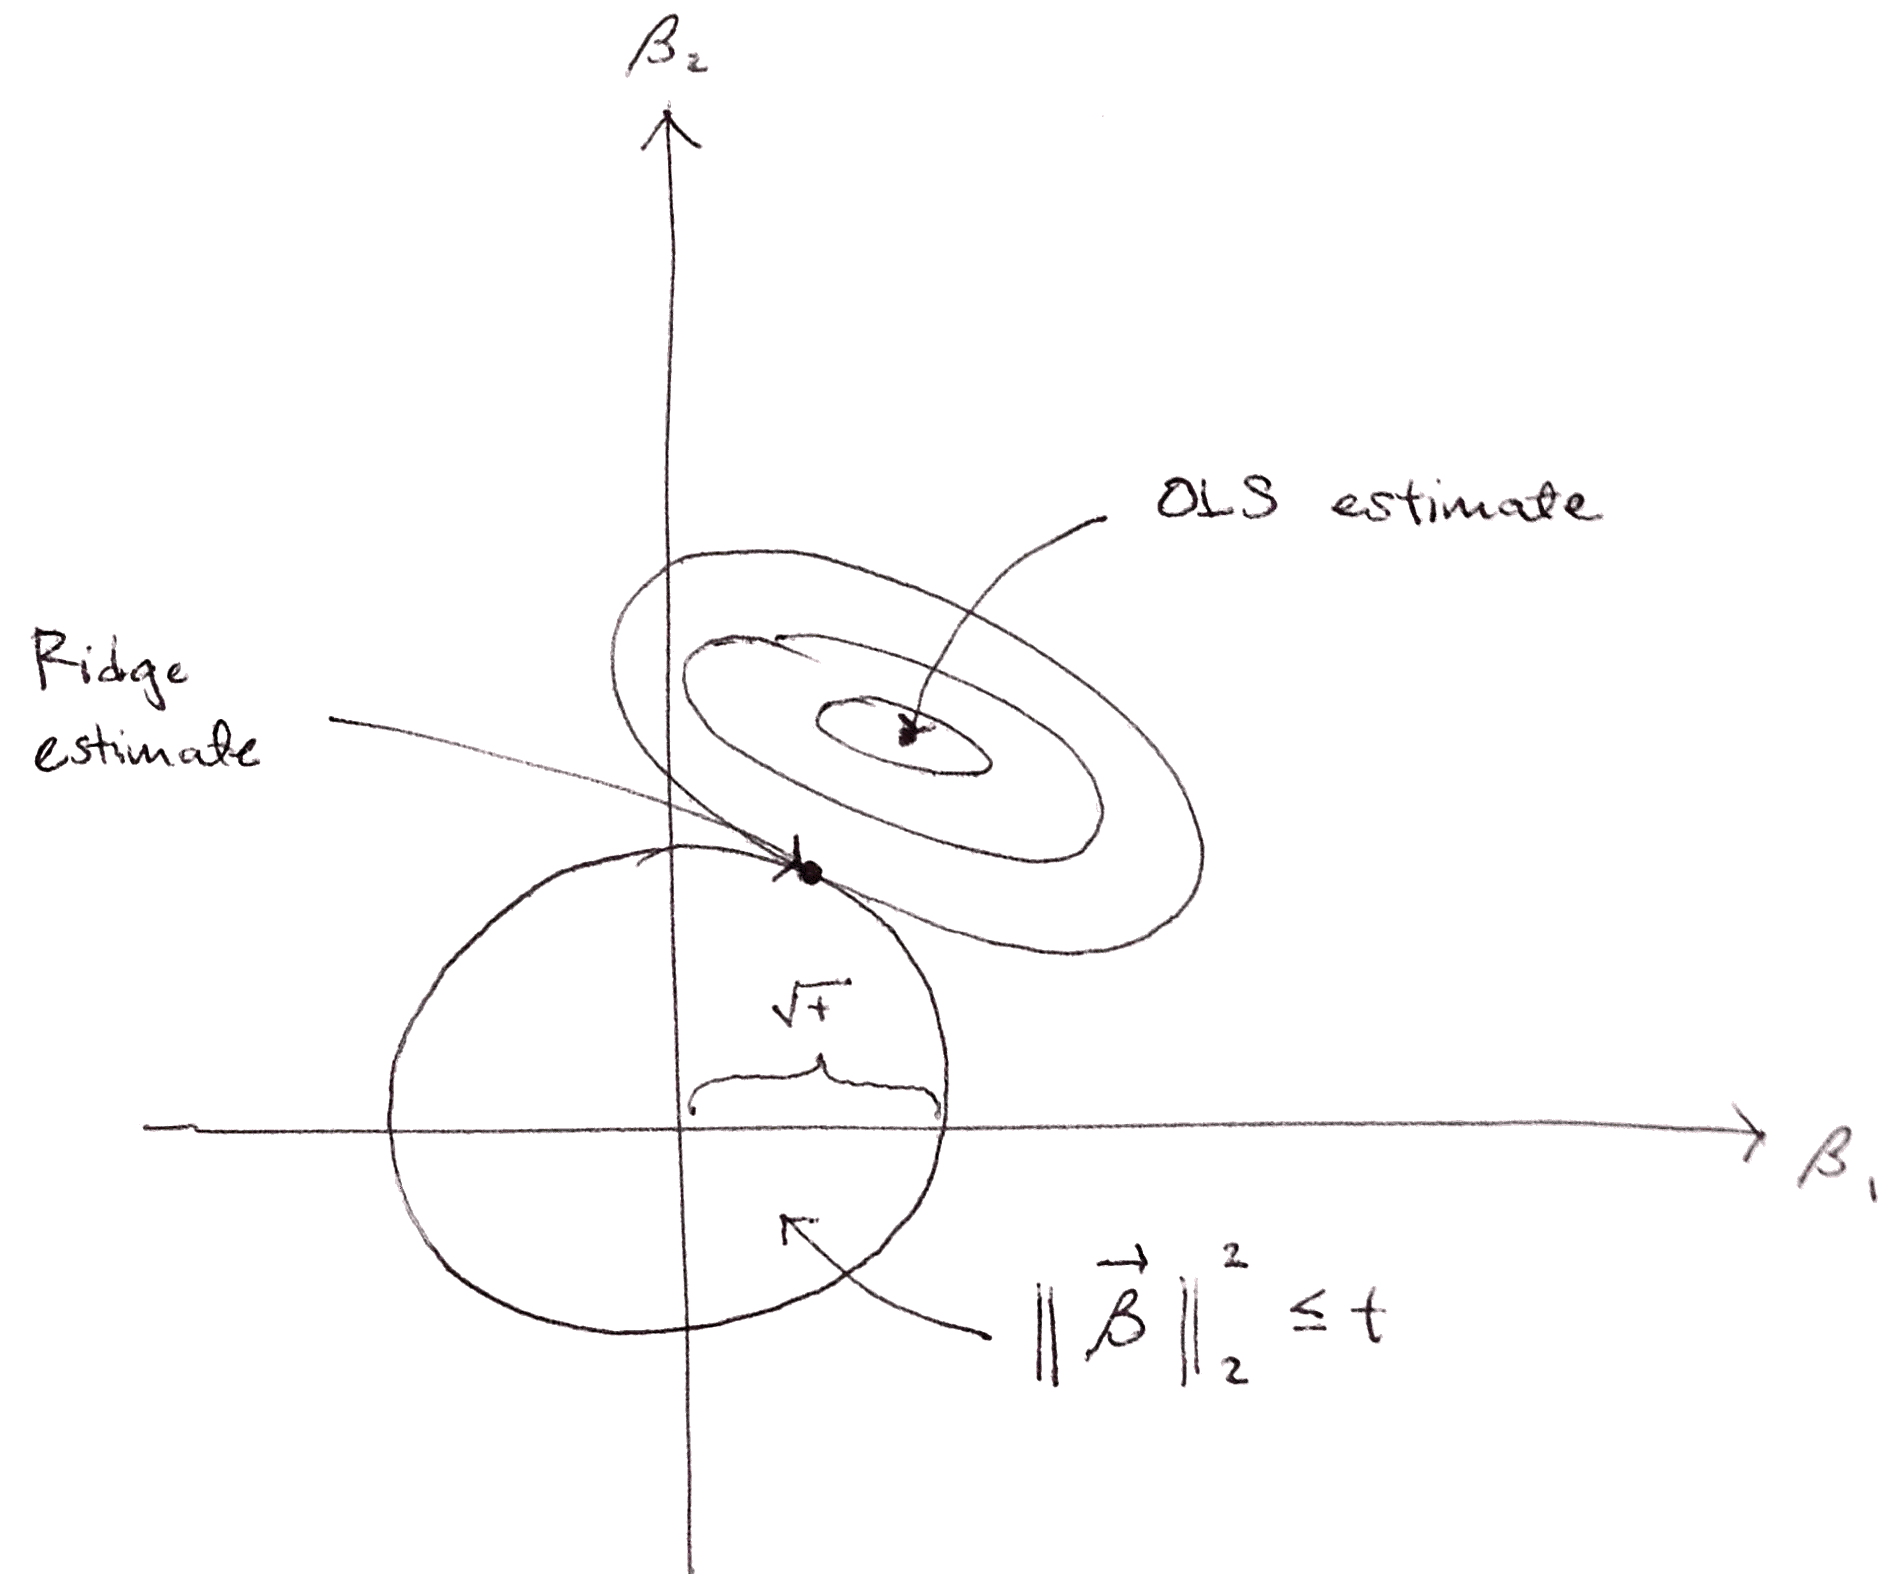 β₂
OLS estimate
Ridge
estimate
√t
β₁
‖β⃗‖₂² ≤ t